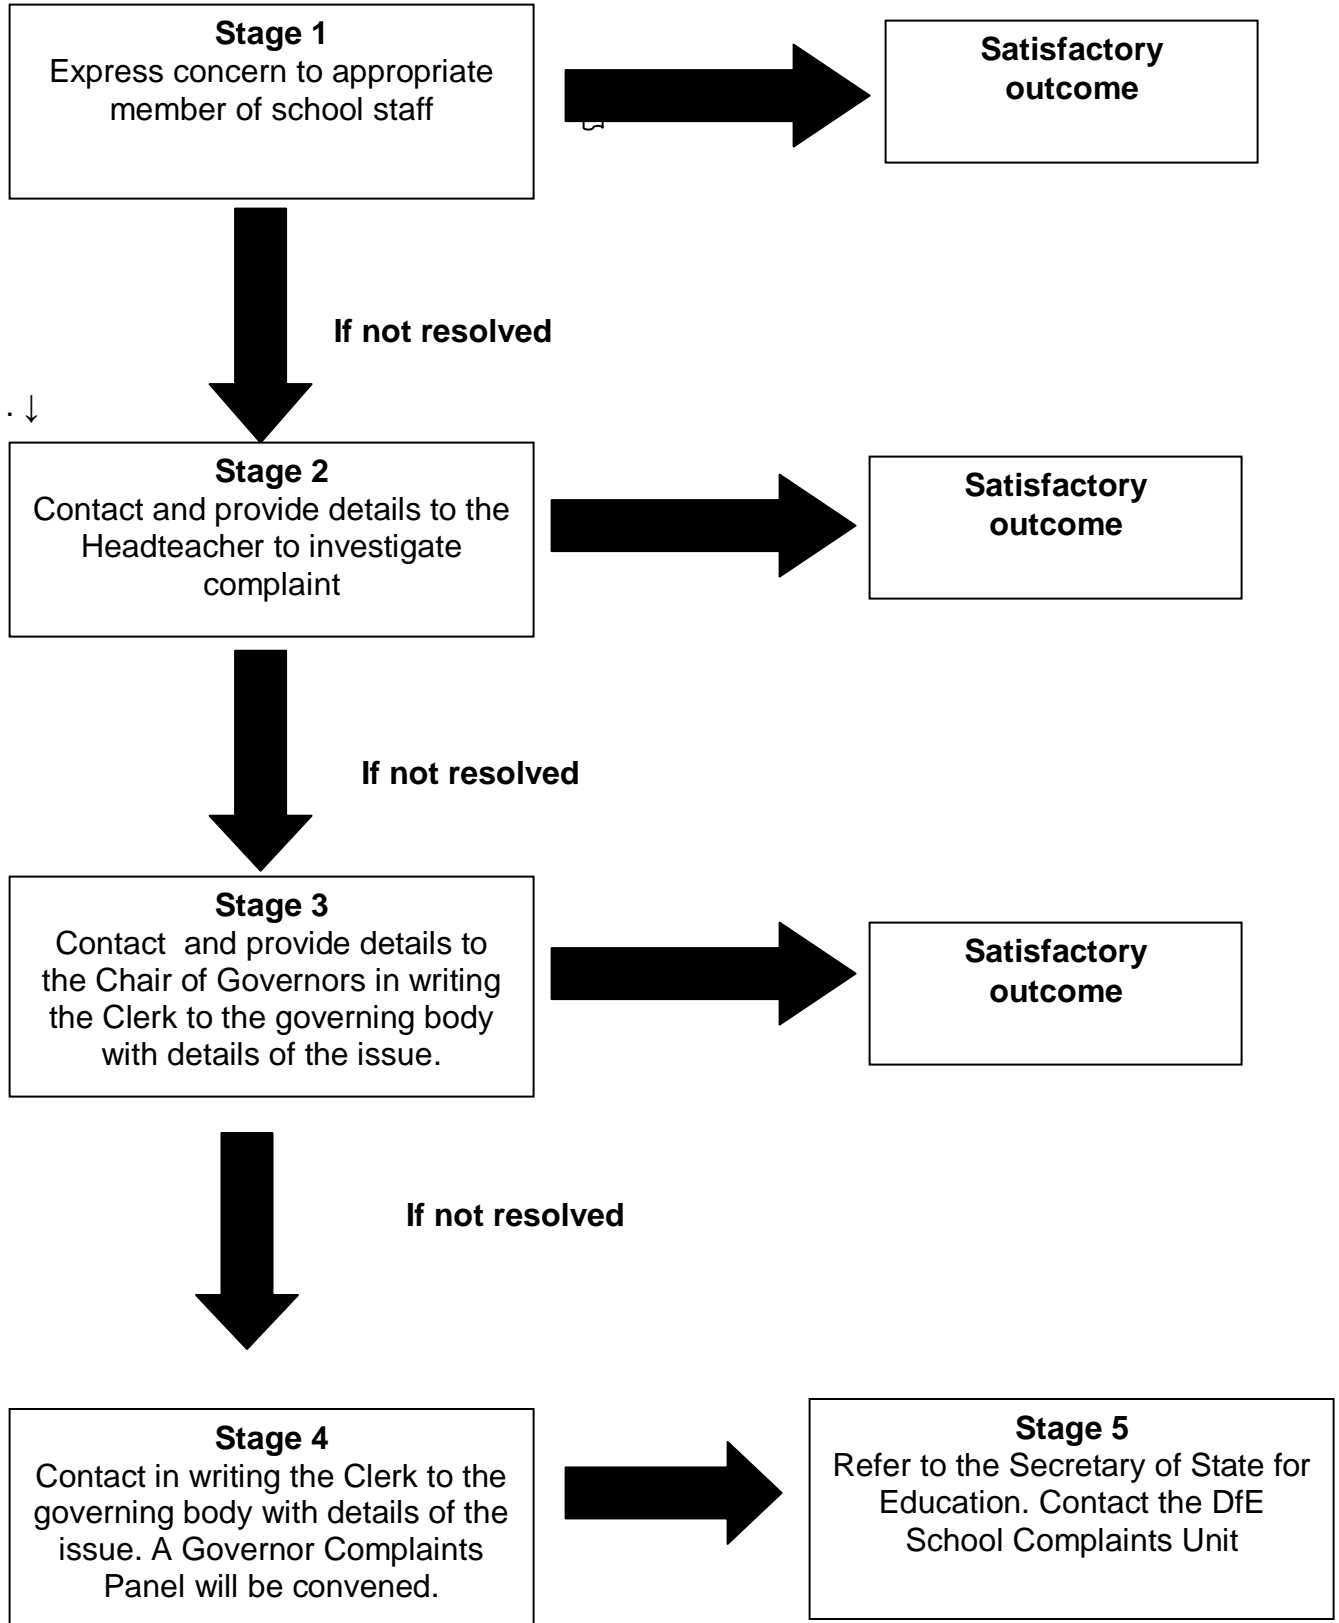 Stage 1
Express concern to appropriate
member of school staff
Satisfactory
outcome
If not resolved
. ↓
Stage 2
Contact and provide details to the
Headteacher to investigate
complaint
Satisfactory
outcome
If not resolved
Stage 3
Contact  and provide details to
the Chair of Governors in writing
the Clerk to the governing body
with details of the issue.
Satisfactory
outcome
If not resolved
Stage 4
Contact in writing the Clerk to the
governing body with details of the
issue. A Governor Complaints
Panel will be convened.
Stage 5
Refer to the Secretary of State for
Education. Contact the DfE
School Complaints Unit